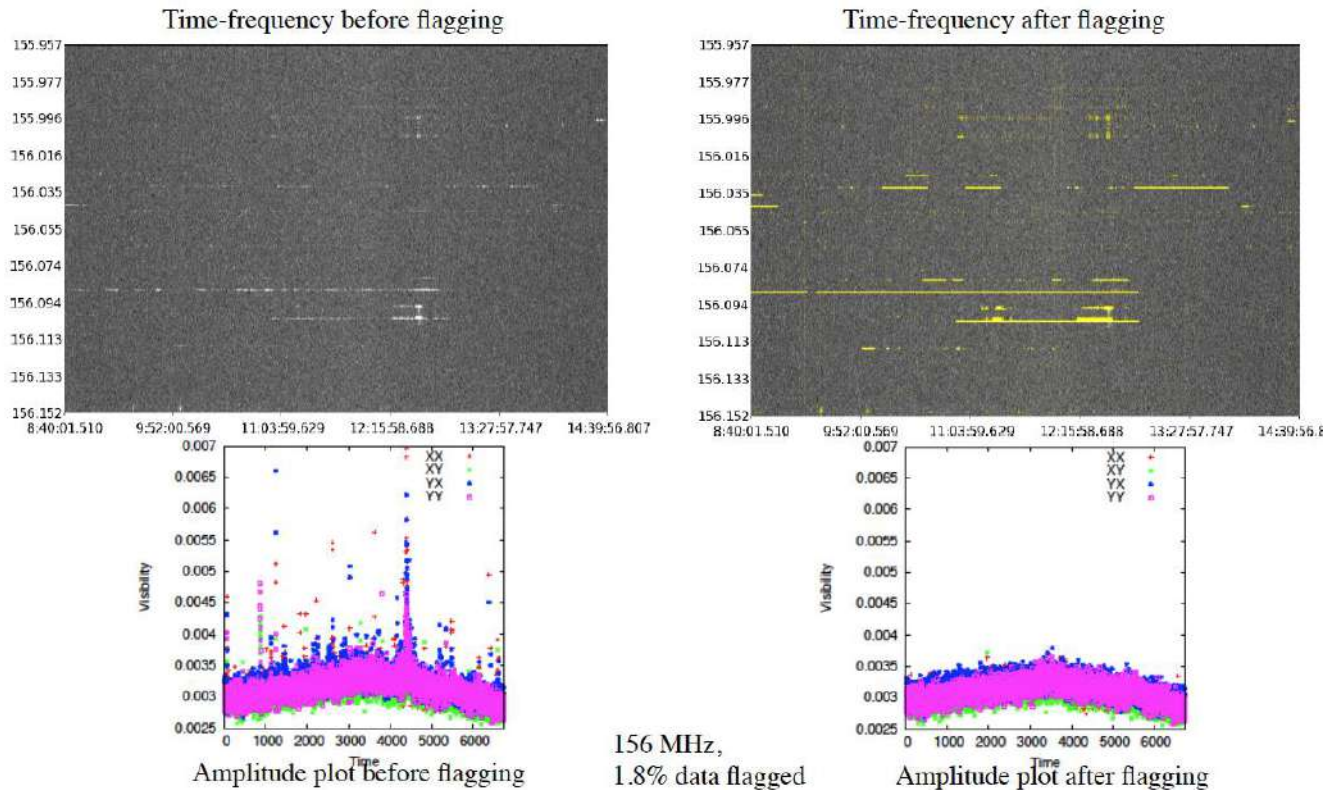 Time-frequency before flagging
Time-frequency after flagging
155.957
155.977
155.996
156.016
156.035
156.055
156.074
156.094
156.113
156.133
156.152
8:40:01.510 9:52:00.569 11:03:59.629 12:15:58.688 13:27:57.747 14:39:56.807
155.957
155.977
155.996
156.016
156.035
156.055
156.074
156.094
156.113
156.133
156.152
8:40:01.510 9:52:00.569 11:03:59.629 12:15:58.688 13:27:57.747 14:39:56.8
0.007
0.0065
0.006
0.0055
0.005
0.0045
0.004
0.0035
0.003
0.0025
Visibility
XX
XY
YX
YY
0 1000 2000 3000 4000 5000 6000
Time
Amplitude plot before flagging
156 MHz,
1.8% data flagged
0.007
0.0065
0.006
0.0055
0.005
0.0045
0.004
0.0035
0.003
0.0025
Visibility
XX
XY
YX
YY
0 1000 2000 3000 4000 5000 6000
Time
Amplitude plot after flagging